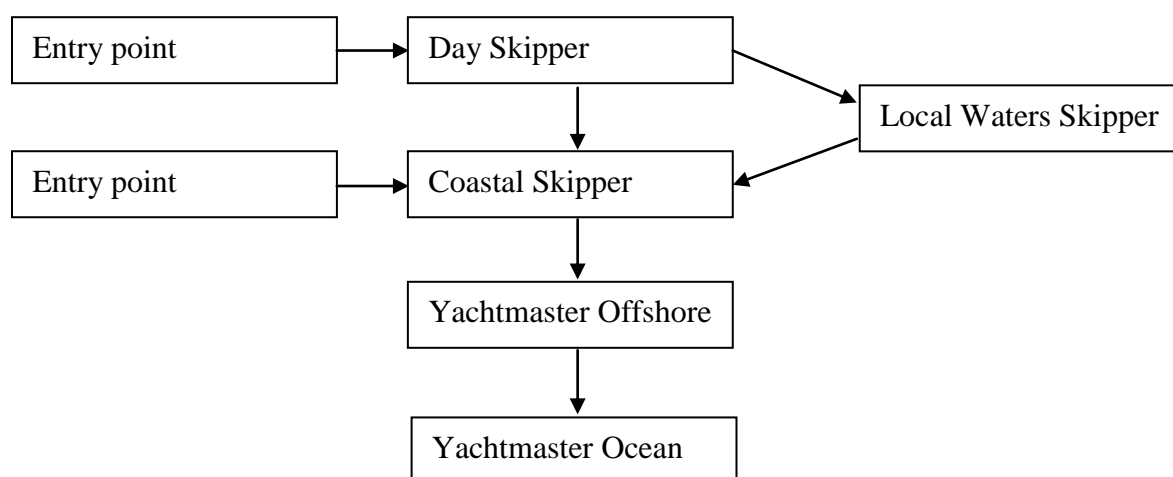 Entry point
Day Skipper
Local Waters Skipper
Entry point
Coastal Skipper
Yachtmaster Offshore
Yachtmaster Ocean